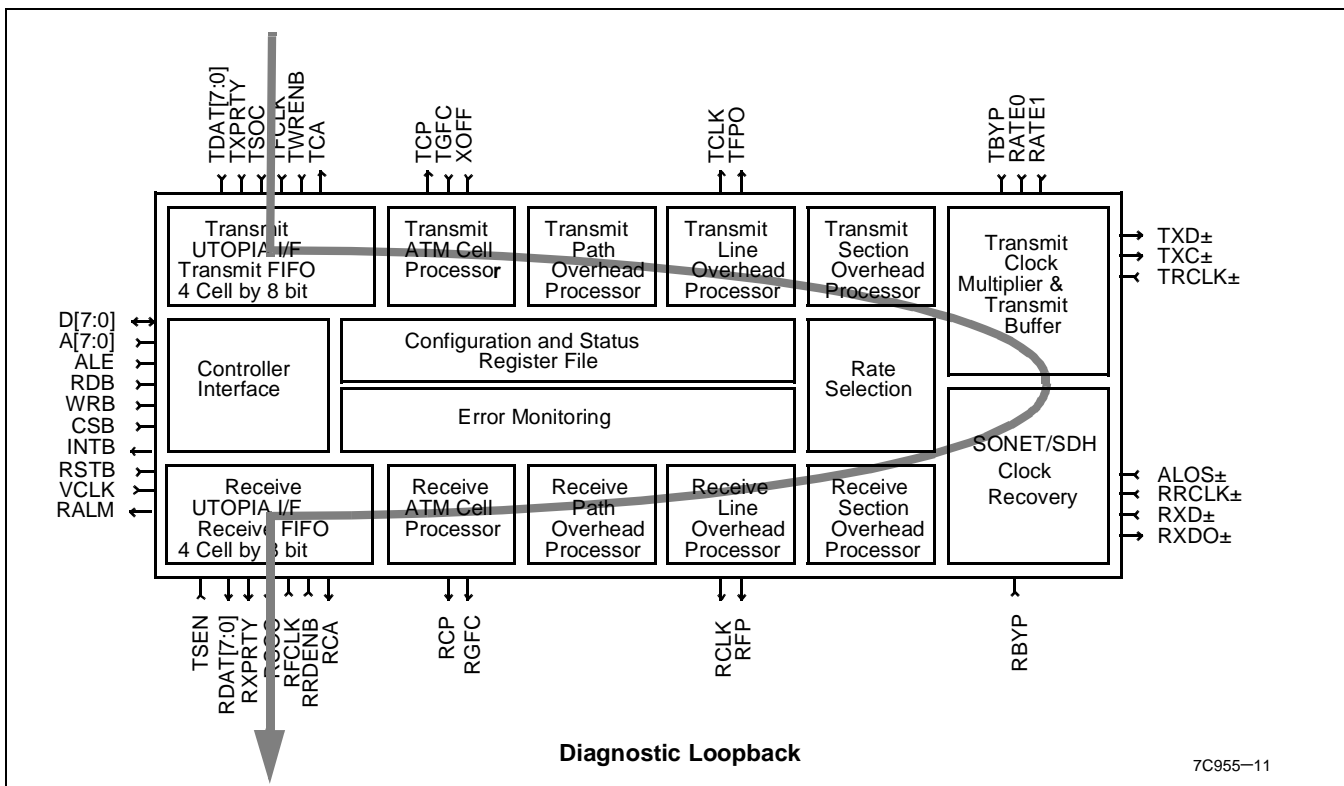 TDAT[7:0]
TXPRTY
TSOC
TFCLK
TWRENB
TCA
TCP
TGFC
XOFF
TCLK
TFPO
TBYP
RATE0
RATE1
Transmit
UTOPIA I/F
Transmit FIFO
4 Cell by 8 bit
Transmit
ATM Cell
Processor
Transmit
Path
Overhead
Processor
Transmit
Line
Overhead
Processor
Transmit
Section
Overhead
Processor
Transmit
Clock
Multiplier &
Transmit
Buffer
TXD±
TXC±
TRCLK±
D[7:0]
A[7:0]
ALE
RDB
WRB
CSB
INTB
RSTB
VCLK
RALM
Controller
Interface
Configuration and Status
Register File
Error Monitoring
Rate
Selection
SONET/SDH
Clock
Recovery
ALOS±
RRCLK±
RXD±
RXDO±
Receive
UTOPIA I/F
Receive FIFO
4 Cell by 8 bit
Receive
ATM Cell
Processor
Receive
Path
Overhead
Processor
Receive
Line
Overhead
Processor
Receive
Section
Overhead
Processor
TSEN
RDAT[7:0]
RXPRTY
RFCLK
RRDENB
RCA
RCP
RGFC
RCLK
RFP
RBYP
Diagnostic Loopback
7C955–11